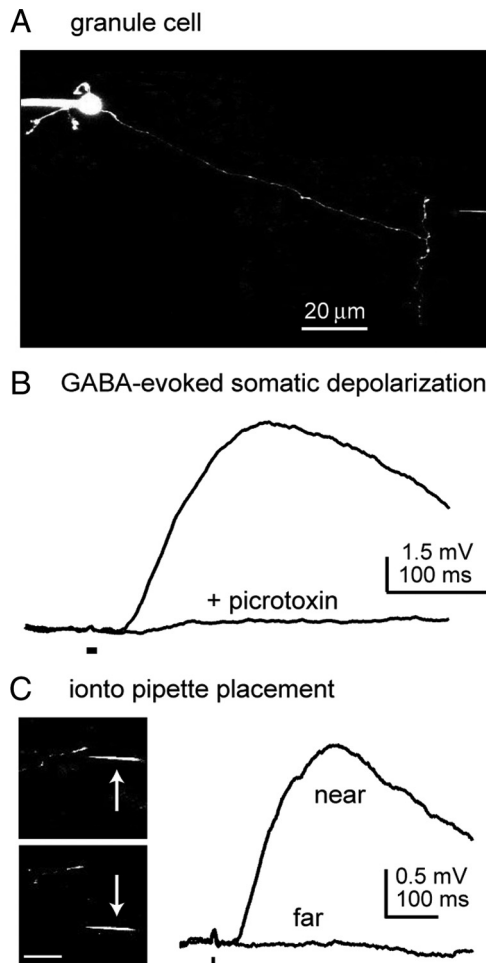 A granule cell
20 μm
B GABA-evoked somatic depolarization
1.5 mV
100 ms
+ picrotoxin
C ionto pipette placement
near
0.5 mV
100 ms
far